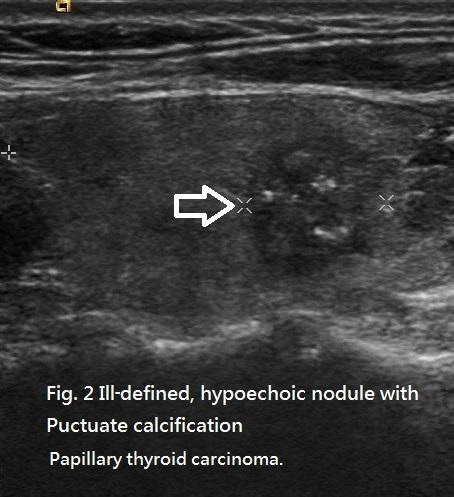 Fig. 2 Ill-defined, hypoechoic nodule with
Puctuate calcification
Papillary thyroid carcinoma.